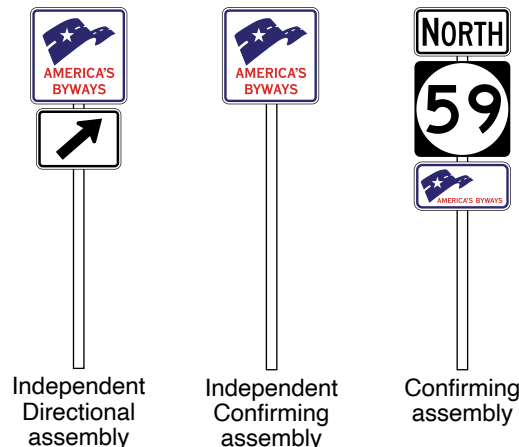 AMERICA'S
BYWAYS
Independent
Directional
assembly
AMERICA'S
BYWAYS
Independent
Confirming
assembly
NORTH
59
AMERICA'S BYWAYS
Confirming
assembly